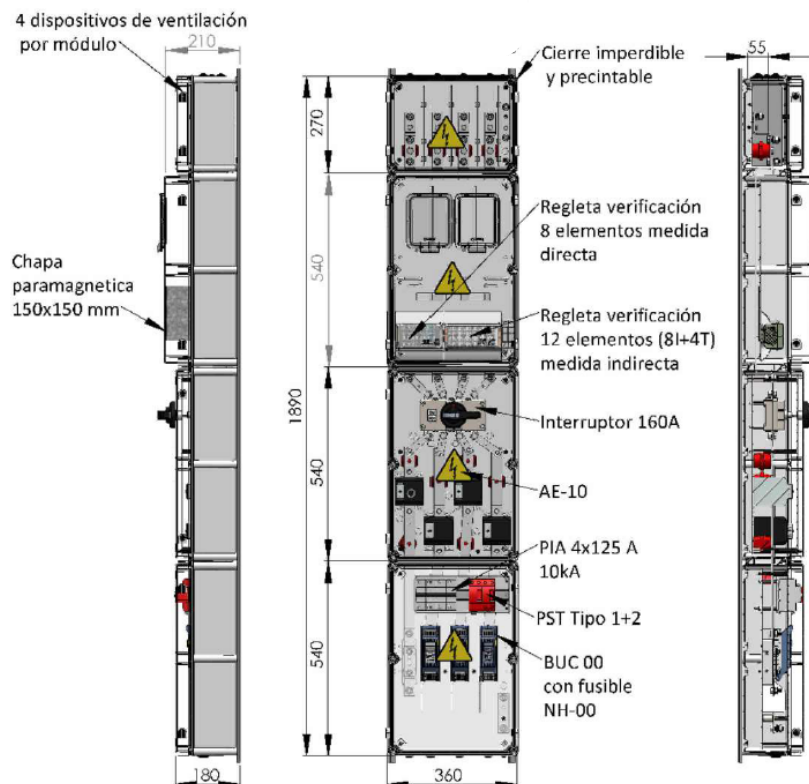 4 dispositivos de ventilación
por módulo
210
Cierre imperdible
y precintable
55
270
Regleta verificación
8 elementos medida
directa
540
Chapa
paramagnetica
150x150 mm
Regleta verificación
12 elementos (8I+4T)
medida indirecta
1890
Interruptor 160A
540
AE-10
PIA 4x125 A
10kA
PST Tipo 1+2
540
BUC 00
con fusible
NH-00
180
360